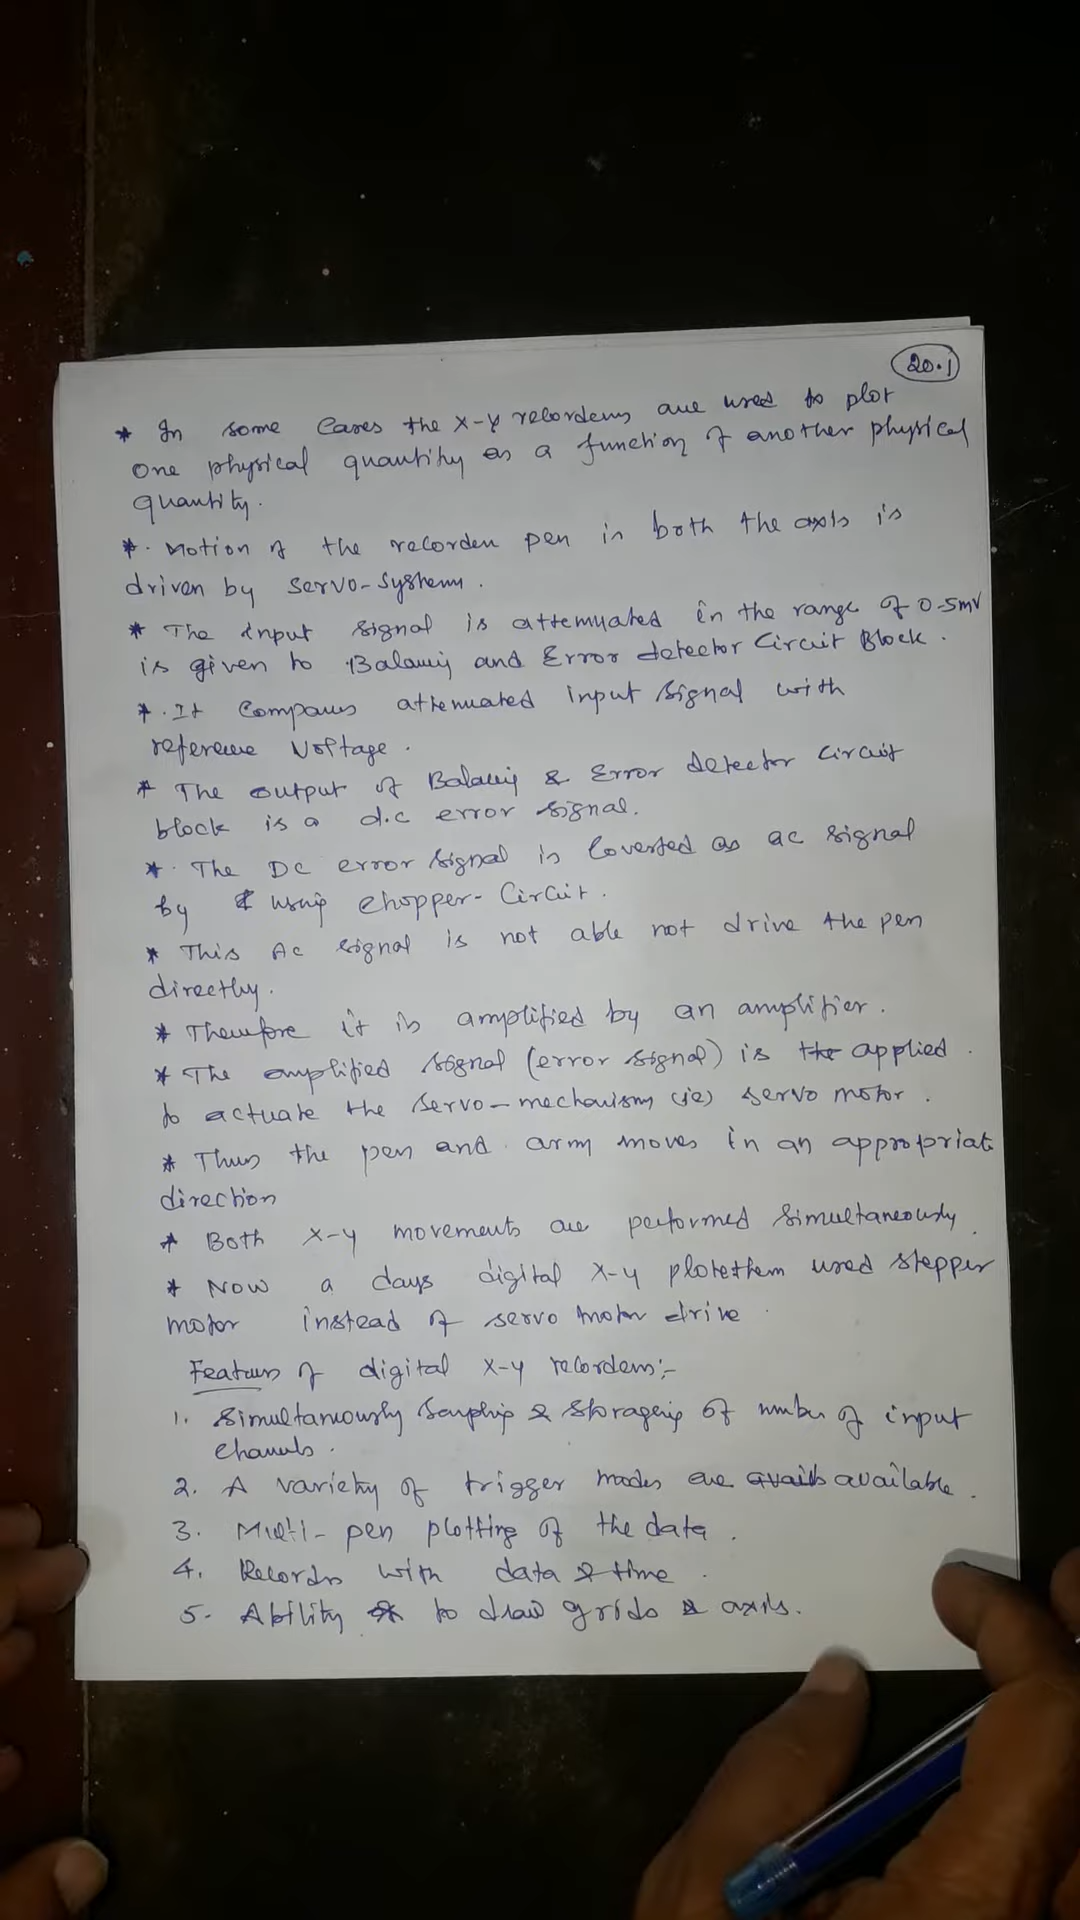 20.1
* In some Cases the X-Y recorders are used to plot
one physical quantity as a function of another physical
quantity.
*. Motion of the recorder pen in both the axis is
driven by servo-systems.
* The input signal is attenuated in the range of 0-5mV
is given to Balancing and Error detector Circuit Block.
*. It Compares attenuated input signal with
reference Voltage.
* The output of Balancing & Error detector Circuit
block is a d.c error signal.
*. The DC error signal is Coverted as ac signal
by using chopper-Circuit.
* This AC signal is not able not drive the pen
directly.
* Therefore it is amplified by an amplifier.
* The amplified signal (error signal) is the applied.
to actuate the servo-mechanism (ie) servo motor.
* Thus the pen and arm moves in an appropriate
direction
* Both X-Y movements are performed simultaneously.
* Now a days digital X-Y used stepper
motor instead of servo motor drive.
Features of digital X-Y recorders:-
1. Simultaneously Sampling & Storageing of number of input
Channels.
2. A variety of trigger modes are available.
3. Multi-pen plotting of the data.
4. Records with data & time.
5. Ability to draw grids & axis.